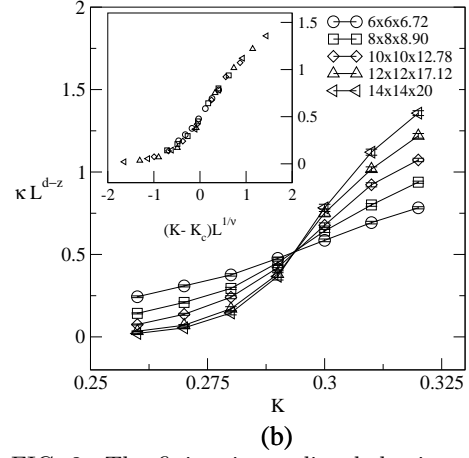 2
1.5
1
0.5
0
κ L^{d−z}
0.25
0.275
0.3
0.325
K
-2
-1
0
1
2
(K- K_c)L^{1/ν}
1.5
1
0.5
0
6x6x6.72
8x8x8.90
10x10x12.78
12x12x17.12
14x14x20
(b)